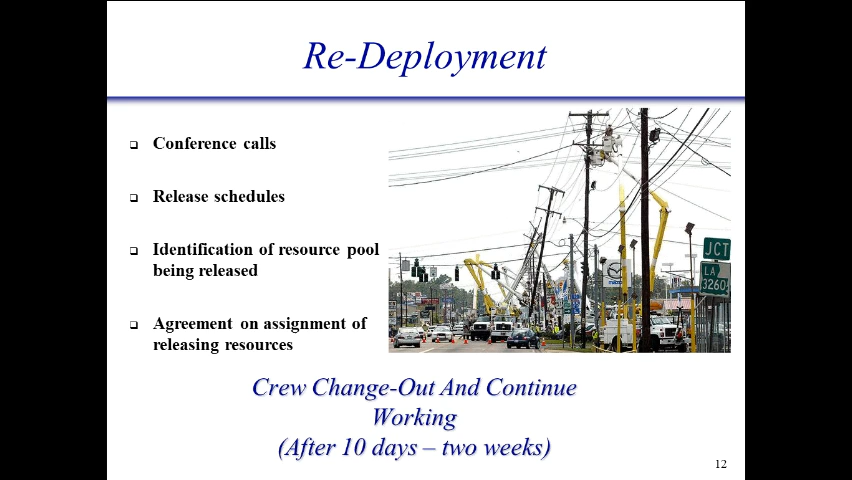 Re-Deployment
❑ Conference calls
❑ Release schedules
❑ Identification of resource pool
being released
❑ Agreement on assignment of
releasing resources
JCT
LA
3260
mazda
Crew Change-Out And Continue
Working
(After 10 days – two weeks)
12